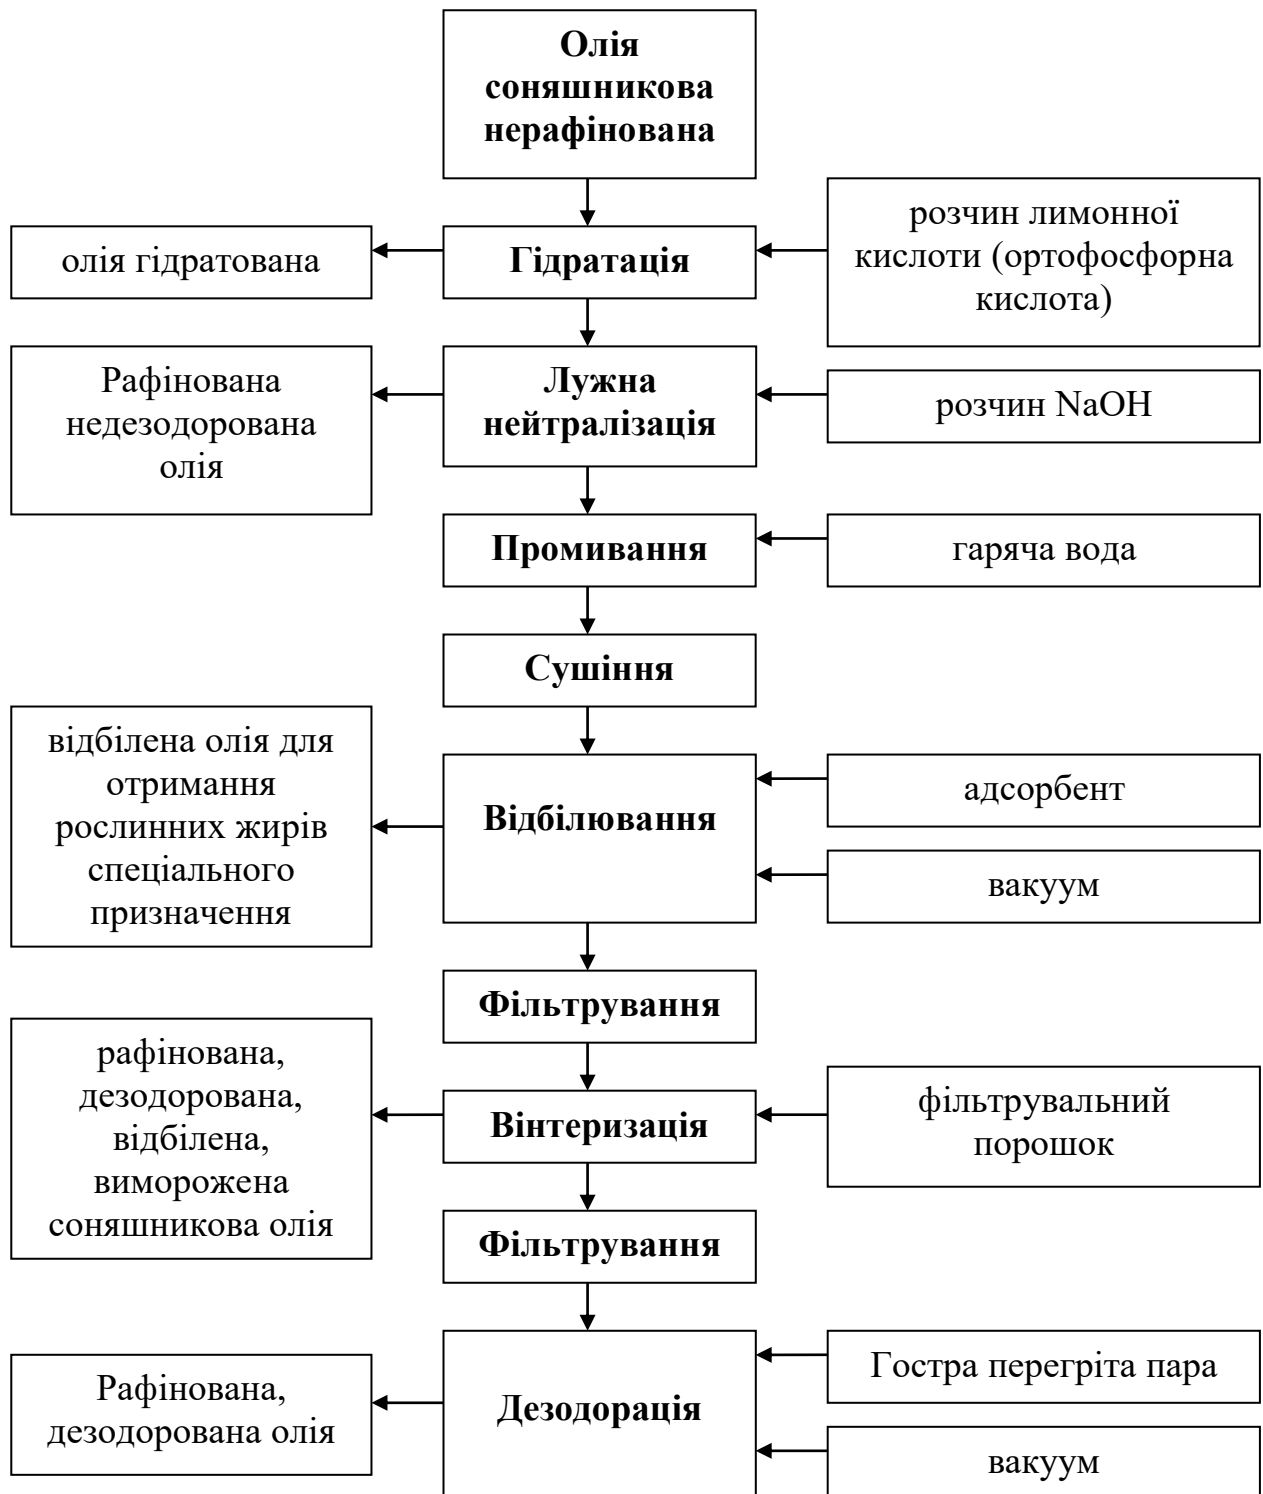 Олія
соняшникова
нерафінована
розчин лимонної
кислоти (ортофосфорна
кислота)
олія гідратована
Гідратація
Рафінована
недезодорована
олія
Лужна
нейтралізація
розчин NaOH
Промивання
гаряча вода
Сушіння
відбілена олія для
отримання
рослинних жирів
спеціального
призначення
Відбілювання
адсорбент
вакуум
Фільтрування
рафінована,
дезодорована,
відбілена,
виморожена
соняшникова олія
Вінтеризація
фільтрувальний
порошок
Фільтрування
Рафінована,
дезодорована олія
Дезодорація
Гостра перегріта пара
вакуум